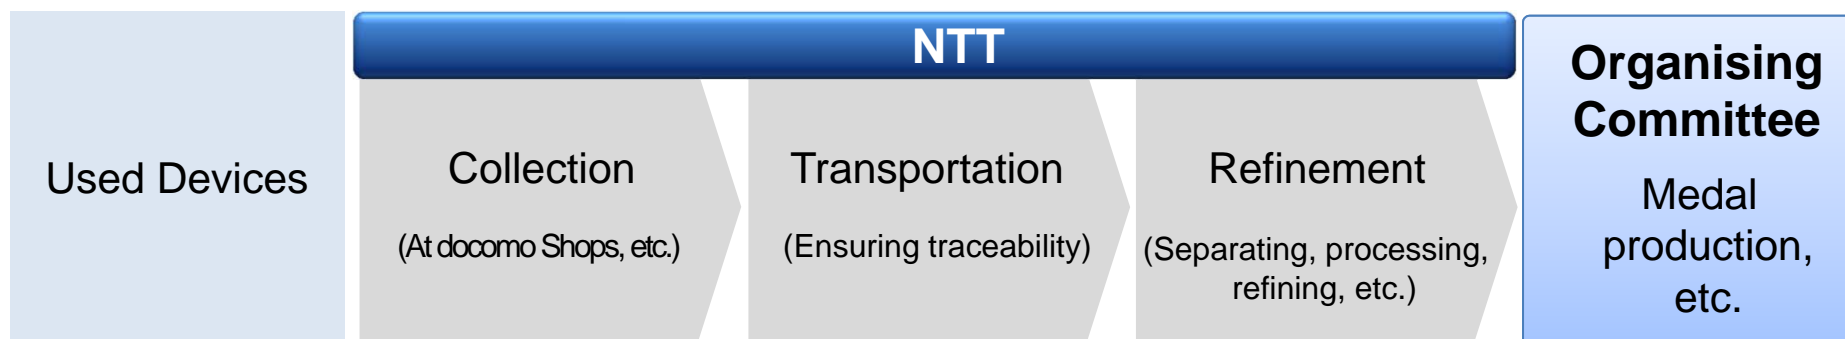 Used Devices
NTT
Collection
(At docomo Shops, etc.)
Transportation
(Ensuring traceability)
Refinement
(Separating, processing,
refining, etc.)
Organising
Committee
Medal
production,
etc.